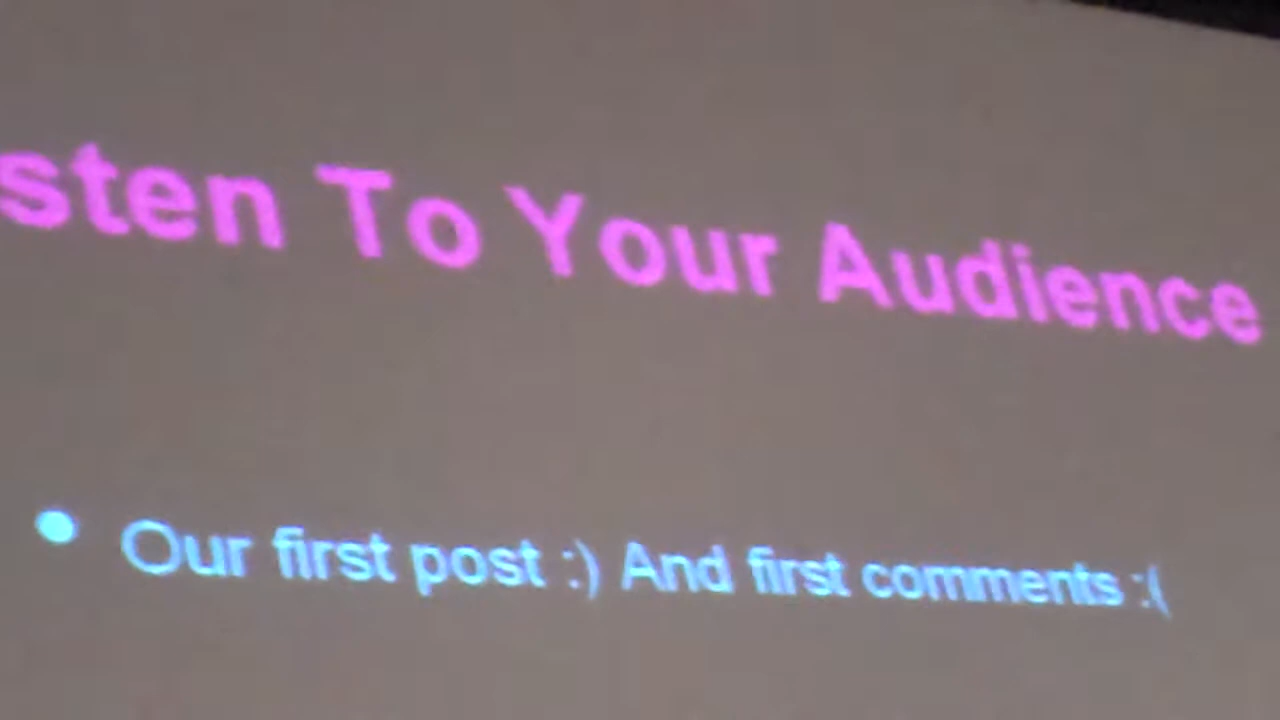 sten To Your Audience
• Our first post :) And first comments :(